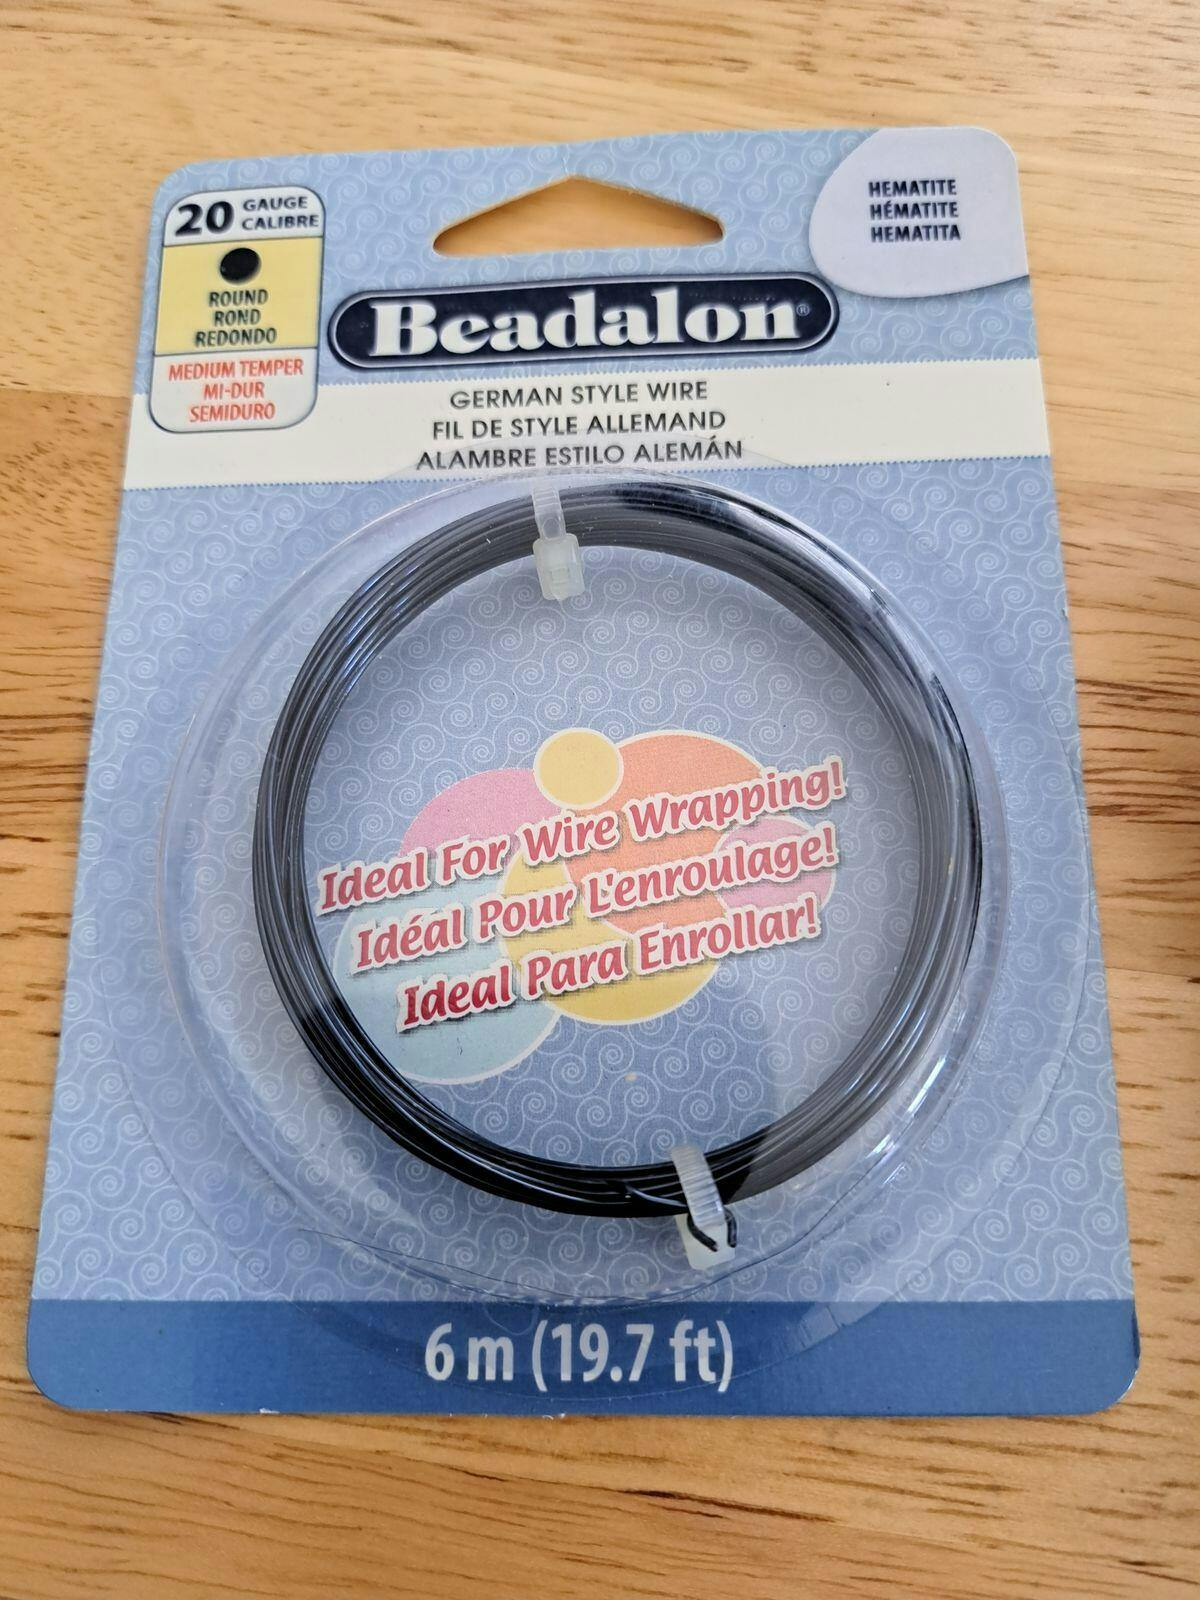 20 GAUGE
CALIBRE
ROUND
ROND
REDONDO
MEDIUM TEMPER
MI-DUR
SEMIDURO
HEMATITE
HÉMATITE
HEMATITA
Beadalon®
GERMAN STYLE WIRE
FIL DE STYLE ALLEMAND
ALAMBRE ESTILO ALEMÁN
Ideal For Wire Wrapping!
Idéal Pour L'enroulage!
Ideal Para Enrollar!
6 m (19.7 ft)